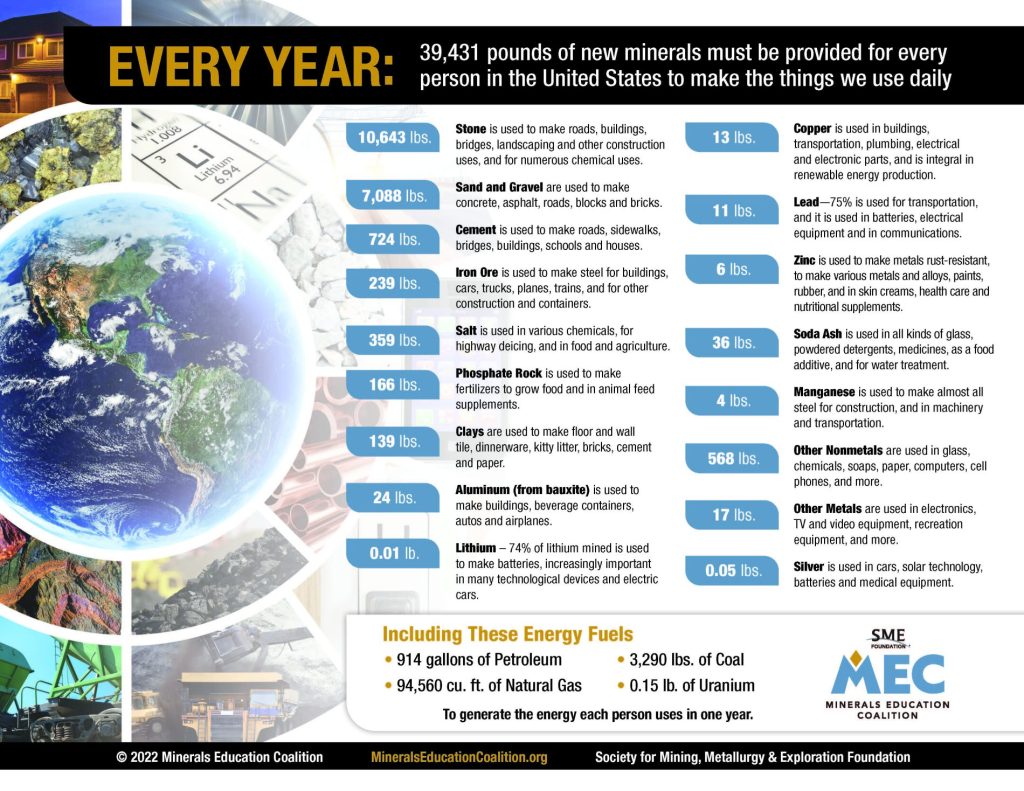 EVERY YEAR:
39,431 pounds of new minerals must be provided for every
person in the United States to make the things we use daily
Hydrogen
1.008
3
Li
Lithium
6.94
Na
10,643 lbs.
Stone is used to make roads, buildings,
bridges, landscaping and other construction
uses, and for numerous chemical uses.
7,088 lbs.
Sand and Gravel are used to make
concrete, asphalt, roads, blocks and bricks.
724 lbs.
Cement is used to make roads, sidewalks,
bridges, buildings, schools and houses.
239 lbs.
Iron Ore is used to make steel for buildings,
cars, trucks, planes, trains, and for other
construction and containers.
359 lbs.
Salt is used in various chemicals, for
highway deicing, and in food and agriculture.
166 lbs.
Phosphate Rock is used to make
fertilizers to grow food and in animal feed
supplements.
139 lbs.
Clays are used to make floor and wall
tile, dinnerware, kitty litter, bricks, cement
and paper.
24 lbs.
Aluminum (from bauxite) is used to
make buildings, beverage containers,
autos and airplanes.
0.01 lb.
Lithium – 74% of lithium mined is used
to make batteries, increasingly important
in many technological devices and electric
cars.
13 lbs.
Copper is used in buildings,
transportation, plumbing, electrical
and electronic parts, and is integral in
renewable energy production.
11 lbs.
Lead—75% is used for transportation,
and it is used in batteries, electrical
equipment and in communications.
6 lbs.
Zinc is used to make metals rust-resistant,
to make various metals and alloys, paints,
rubber, and in skin creams, health care and
nutritional supplements.
36 lbs.
Soda Ash is used in all kinds of glass,
powdered detergents, medicines, as a food
additive, and for water treatment.
4 lbs.
Manganese is used to make almost all
steel for construction, and in machinery
and transportation.
568 lbs.
Other Nonmetals are used in glass,
chemicals, soaps, paper, computers, cell
phones, and more.
17 lbs.
Other Metals are used in electronics,
TV and video equipment, recreation
equipment, and more.
0.05 lbs.
Silver is used in cars, solar technology,
batteries and medical equipment.
Including These Energy Fuels
• 914 gallons of Petroleum
• 3,290 lbs. of Coal
• 94,560 cu. ft. of Natural Gas
• 0.15 lb. of Uranium
To generate the energy each person uses in one year.
SME
FOUNDATION
MEC
MINERALS EDUCATION
COALITION
© 2022 Minerals Education Coalition
MineralsEducationCoalition.org
Society for Mining, Metallurgy & Exploration Foundation